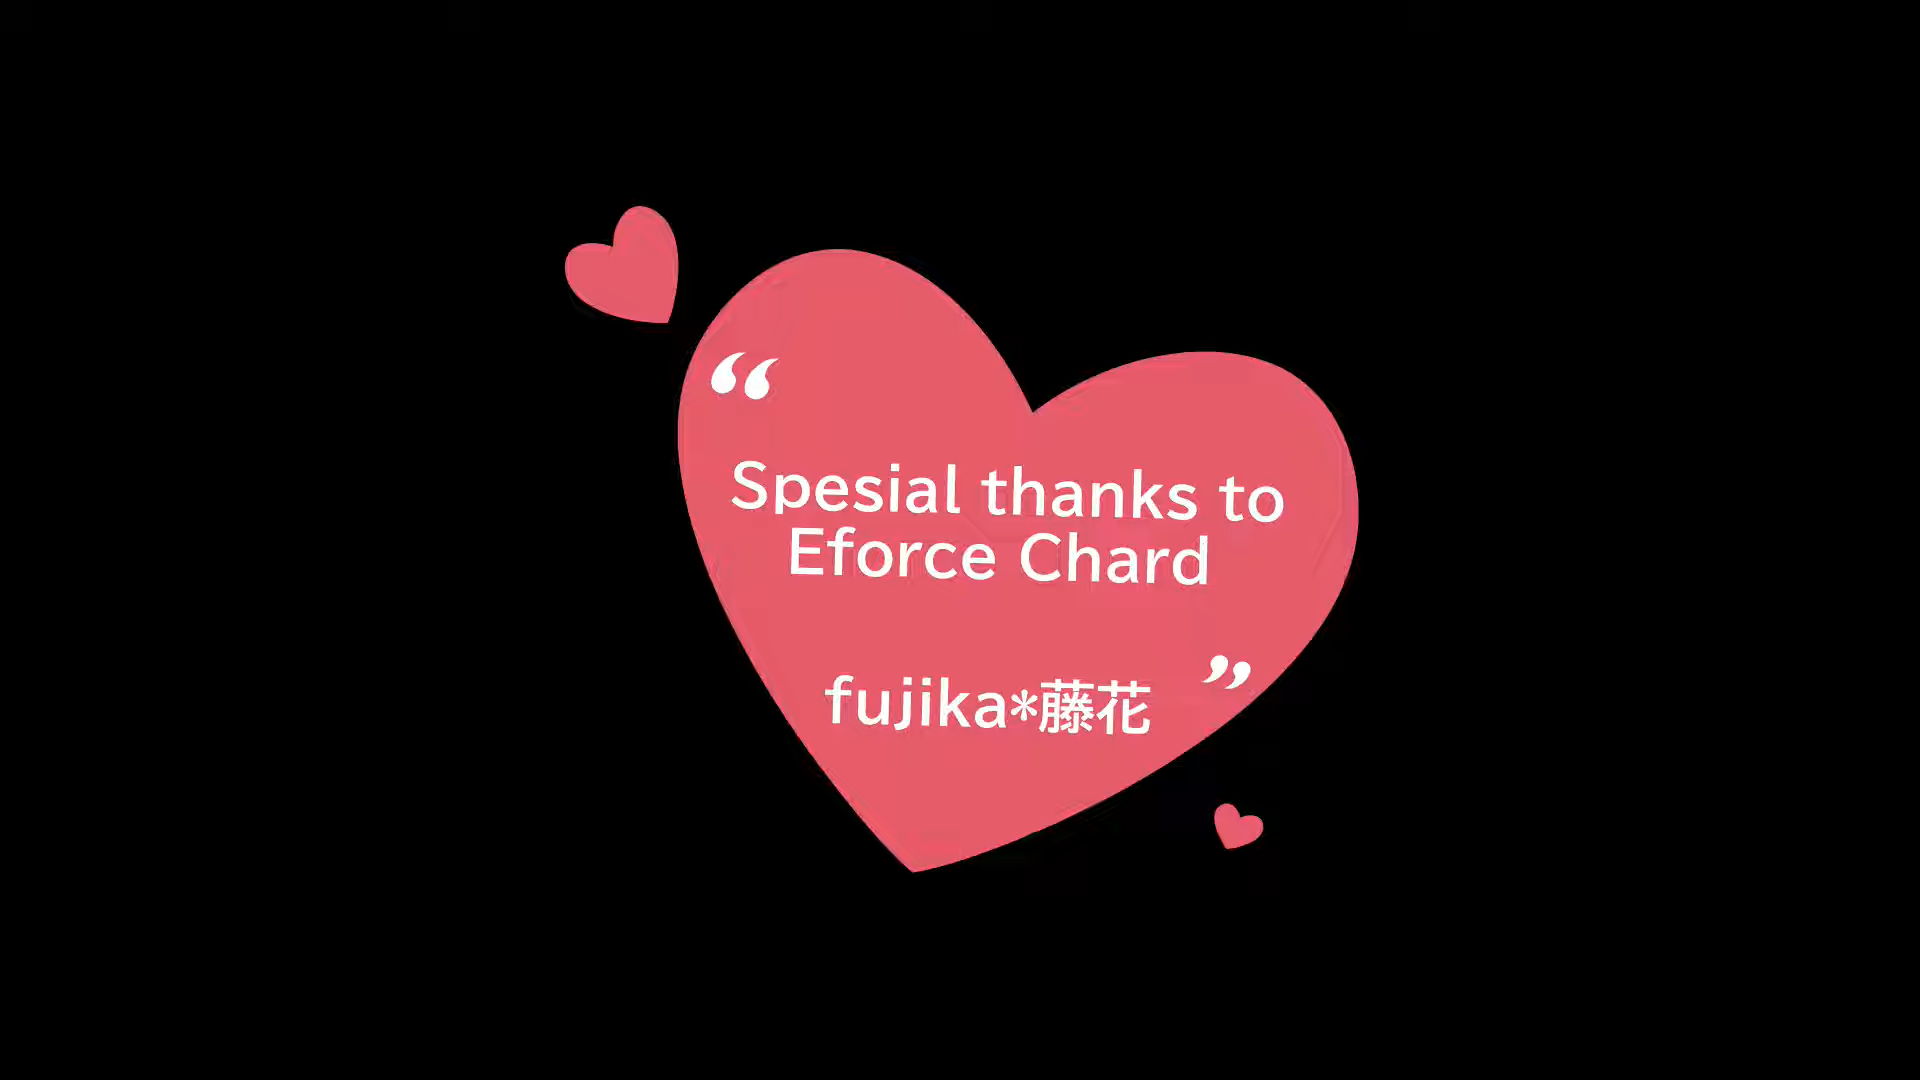 “
Spesial thanks to
Eforce Chard
fujika*藤花
”